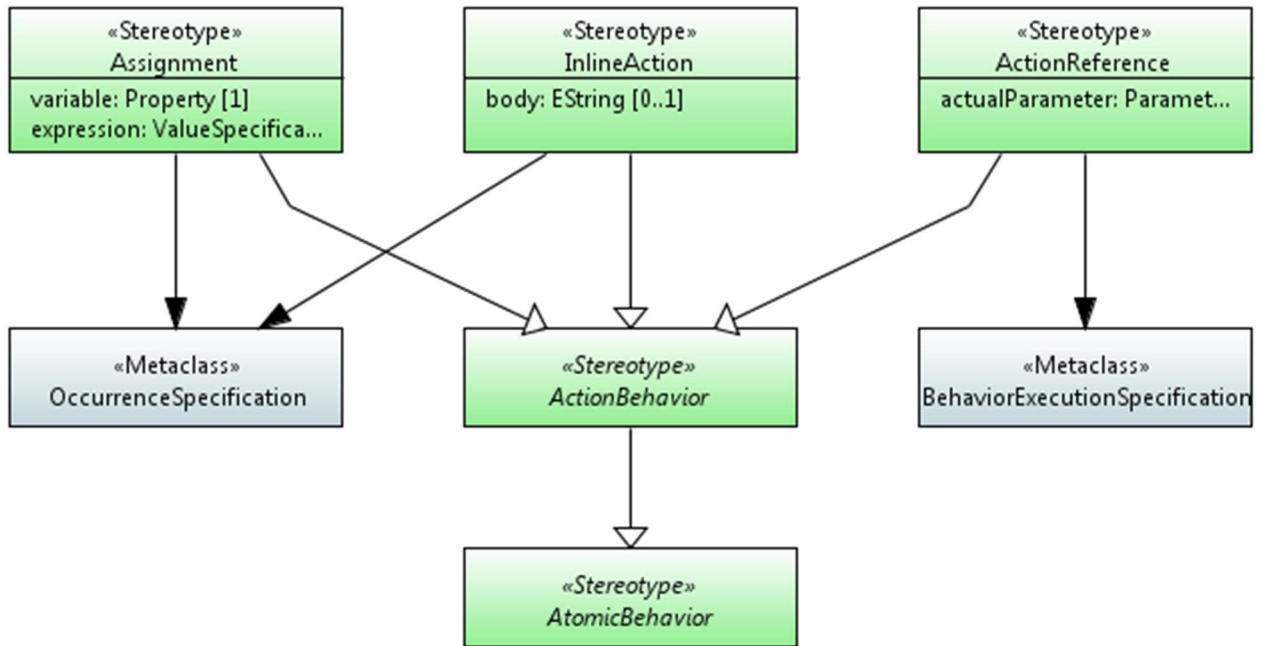 «Stereotype»
Assignment
variable: Property [1]
expression: ValueSpecifica...
«Stereotype»
InlineAction
body: EString [0..1]
«Stereotype»
ActionReference
actualParameter: Paramet...
«Metaclass»
OccurrenceSpecification
«Stereotype»
ActionBehavior
«Metaclass»
BehaviorExecutionSpecification
«Stereotype»
AtomicBehavior